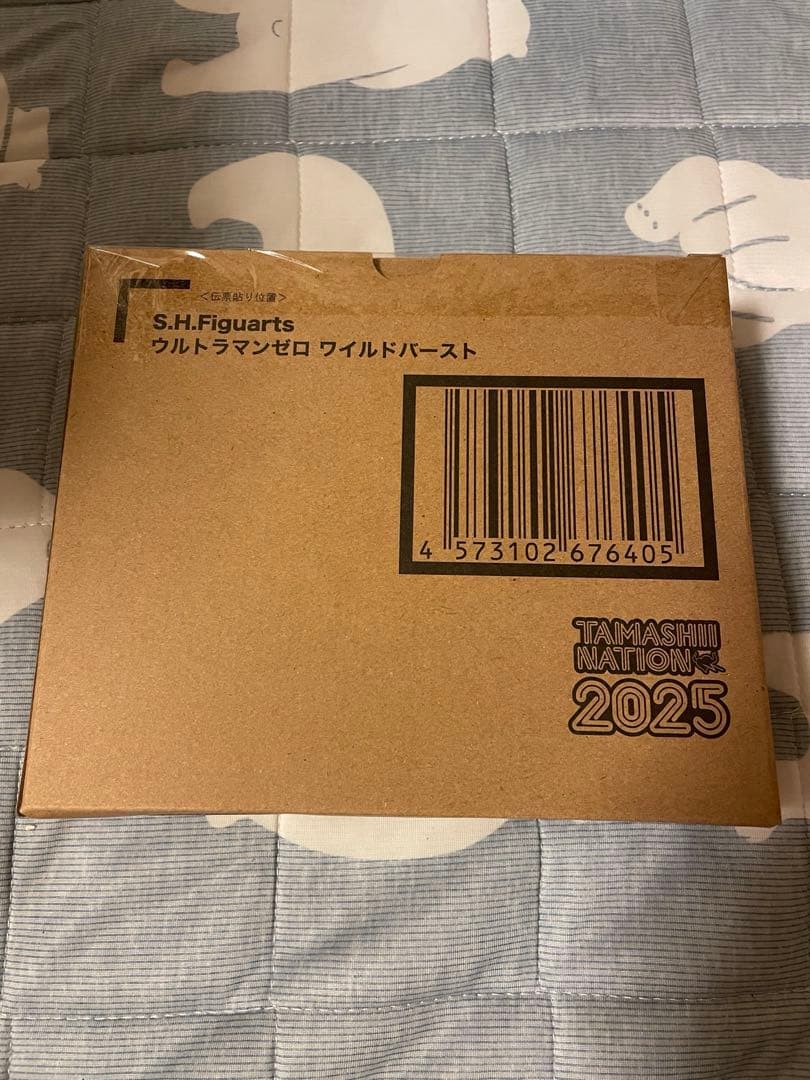 ＜伝票貼り位置＞
S.H.Figuarts
ウルトラマンゼロ ワイルドバースト
4 573102 676405
TAMASHII
NATION
2025